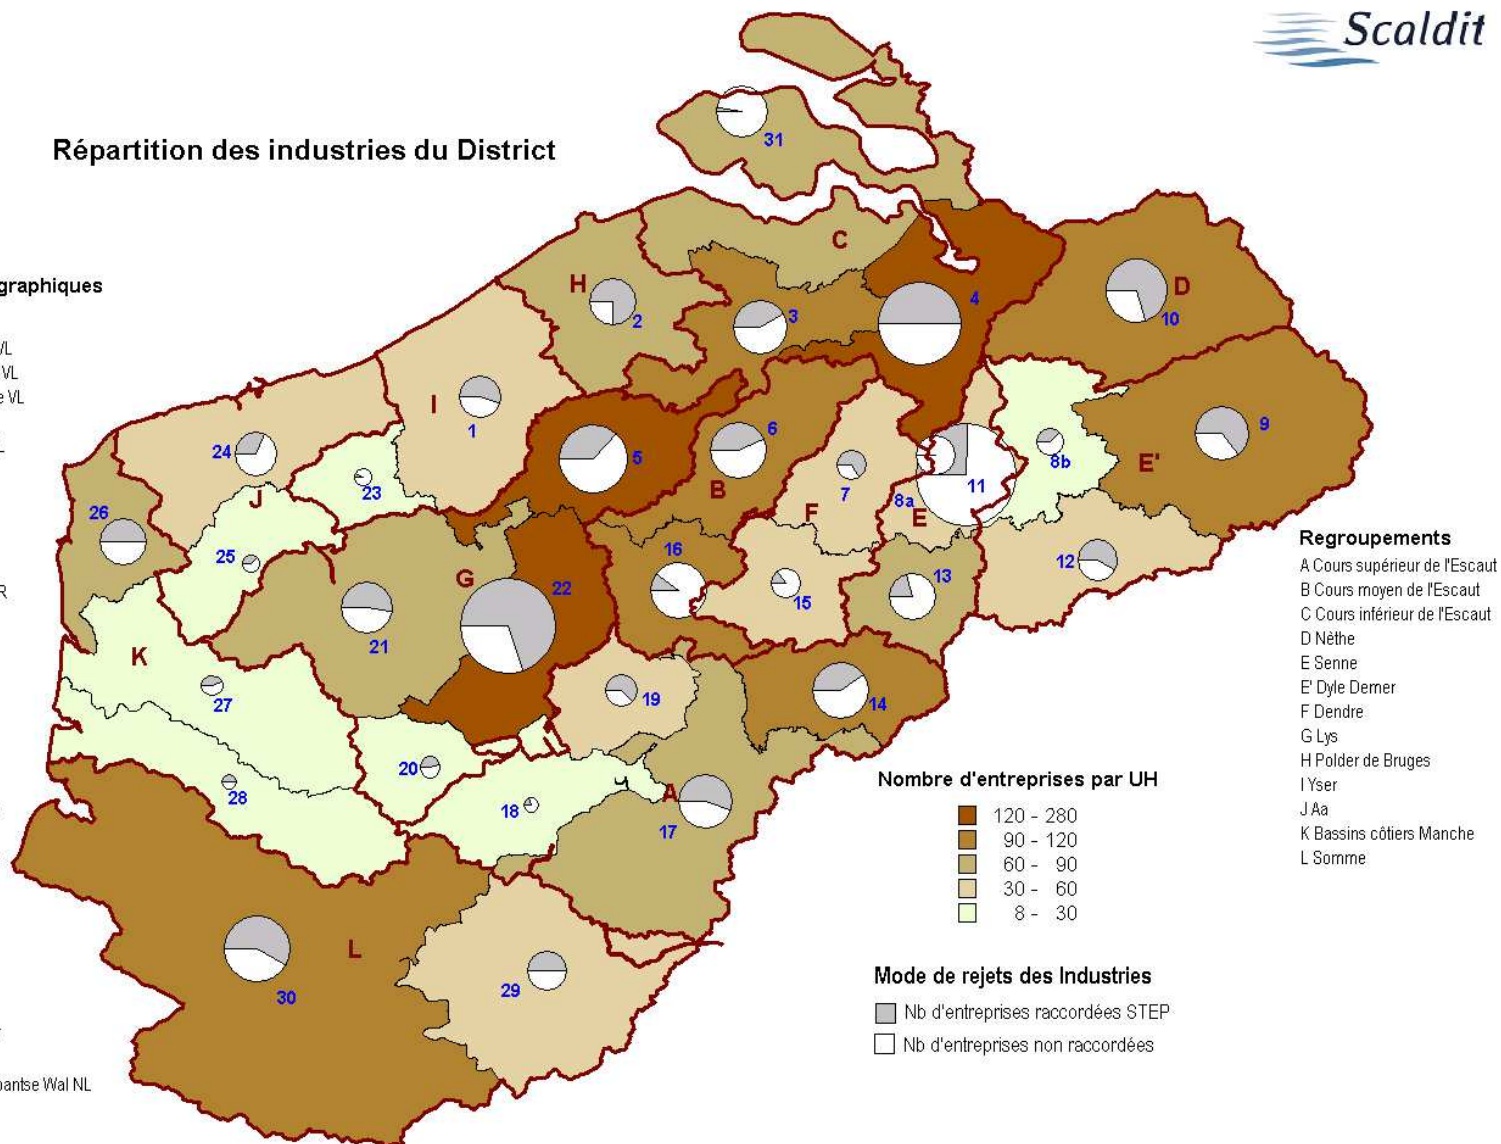 Scaldit
Répartition des industries du District
graphiques
VL
VL
e VL
L
R
bantse Wal NL
31
C
H
4
D
2
3
10
I
1
24
5
6
9
8b
E'
J
23
B
7
8a
11
26
F
E
25
16
12
G
22
13
15
21
K
27
19
14
20
28
18
A
17
L
30
29
Nombre d'entreprises par UH
120 - 280
90 - 120
60 - 90
30 - 60
8 - 30
Mode de rejets des Industries
Nb d'entreprises raccordées STEP
Nb d'entreprises non raccordées
Regroupements
A Cours supérieur de l'Escaut
B Cours moyen de l'Escaut
C Cours inférieur de l'Escaut
D Nèthe
E Senne
E' Dyle Demer
F Dendre
G Lys
H Polder de Bruges
I Yser
J Aa
K Bassins côtiers Manche
L Somme